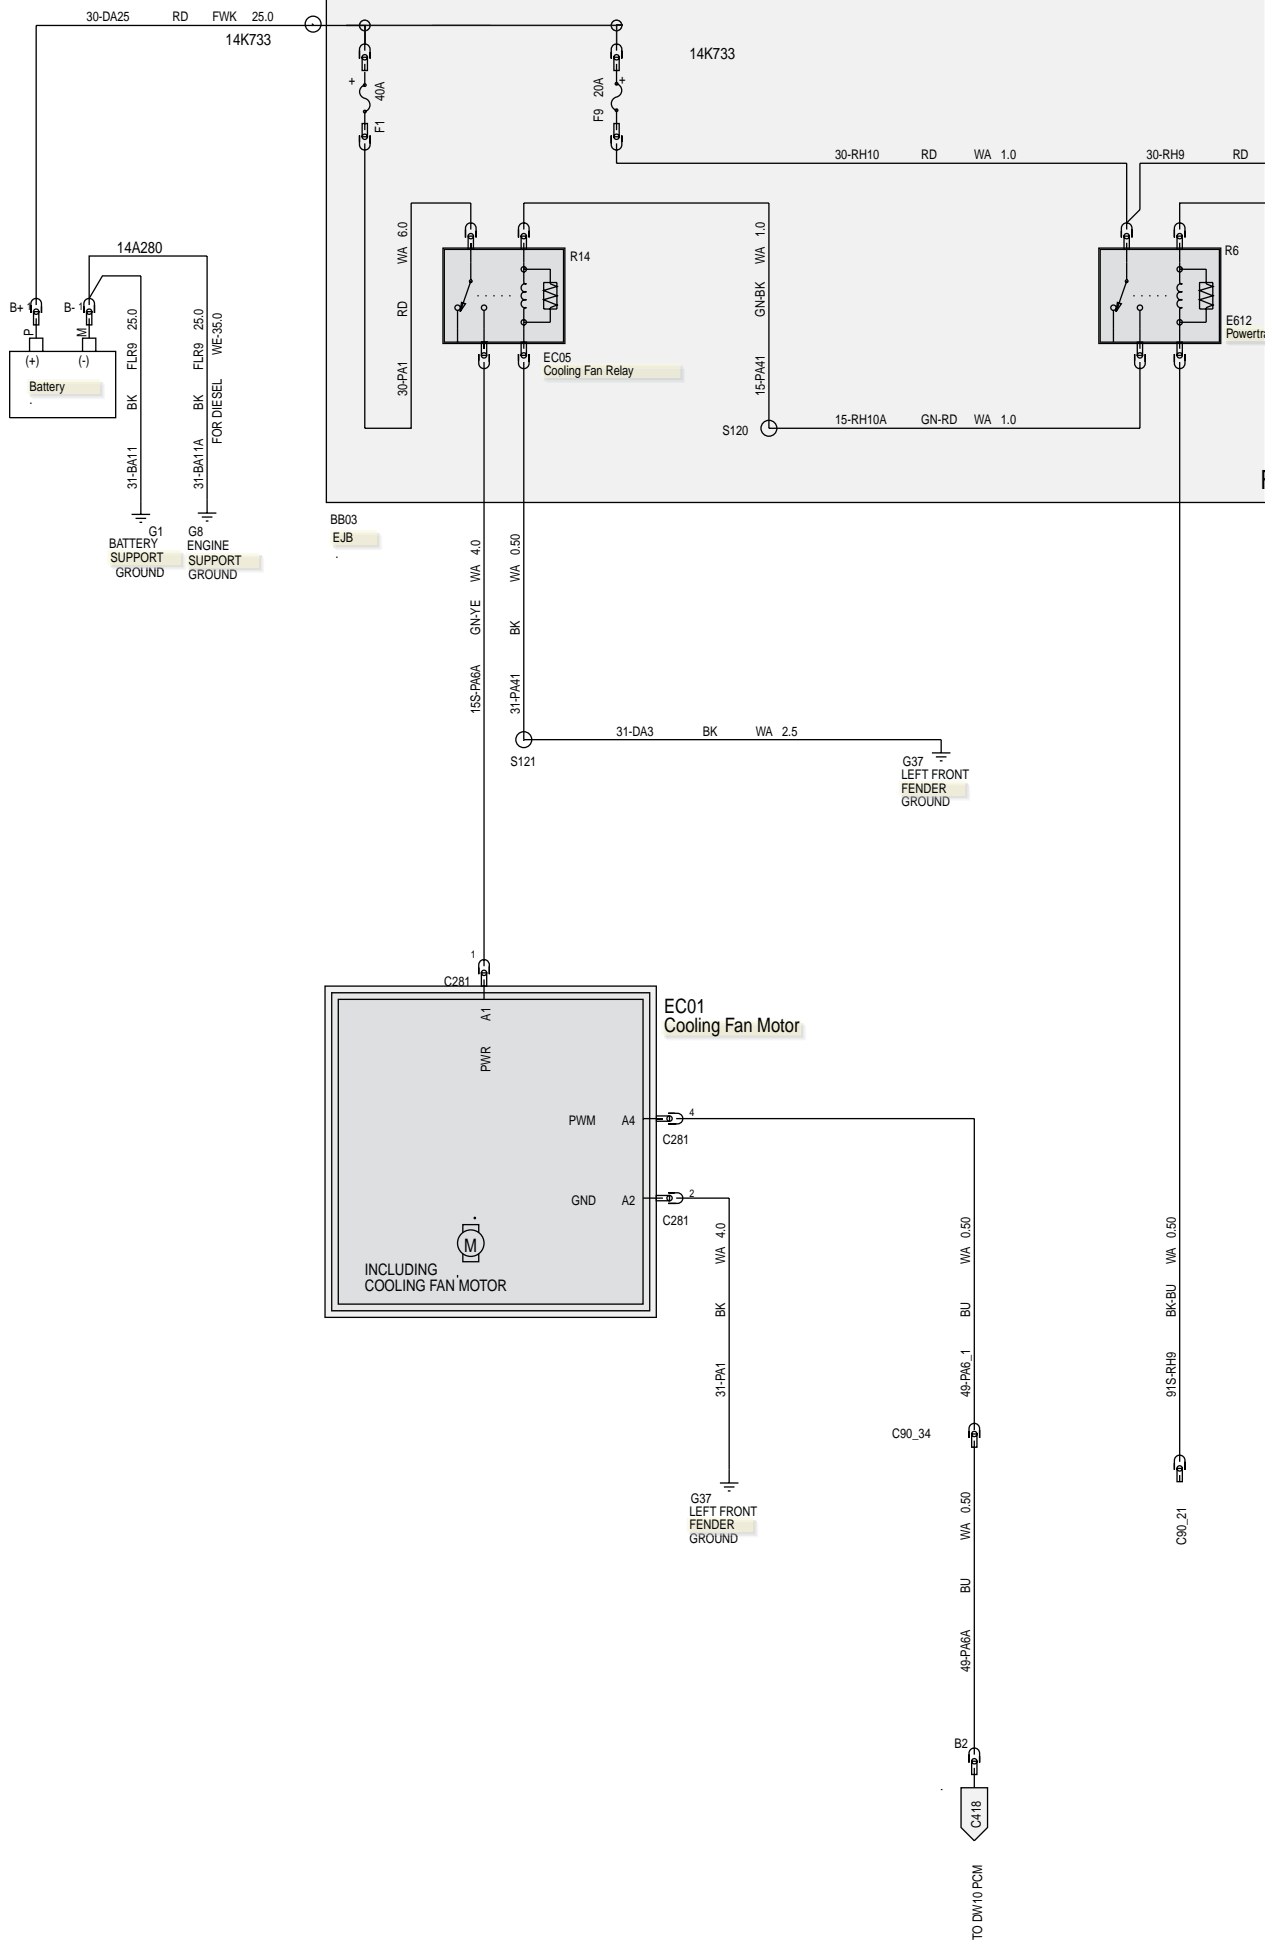 30-DA25 RD FWK 25.0
14K733
14K733
+ 40A F1
F9 20A +
30-RH10 RD WA 1.0
30-RH9 RD
14A280
B+ 1
B- 1
P
M
(+) (-)
Battery
31-BA11 BK FLR9 25.0
31-BA11A BK FLR9 25.0
FOR DIESEL WE-35.0
G1
BATTERY
SUPPORT
GROUND
G8
ENGINE
SUPPORT
GROUND
30-PA1 RD WA 6.0
R14
EC05
Cooling Fan Relay
15-PA41 GN-BK WA 1.0
S120
15-RH10A GN-RD WA 1.0
R6
E612
BB03
EJB
15S-PA6A GN-YE WA 4.0
31-PA41 BK WA 0.50
S121
31-DA3 BK WA 2.5
G37
LEFT FRONT
FENDER
GROUND
1
C281
EC01
Cooling Fan Motor
PWR A1
PWM A4
4
C281
GND A2
2
C281
M
INCLUDING
COOLING FAN MOTOR
31-PA1 BK WA 4.0
G37
LEFT FRONT
FENDER
GROUND
49-PA6_1 BU WA 0.50
C90_34
49-PA6A BU WA 0.50
B2
C418
TO DW10 PCM
91S-RH9 BK-BU WA 0.50
C90_21